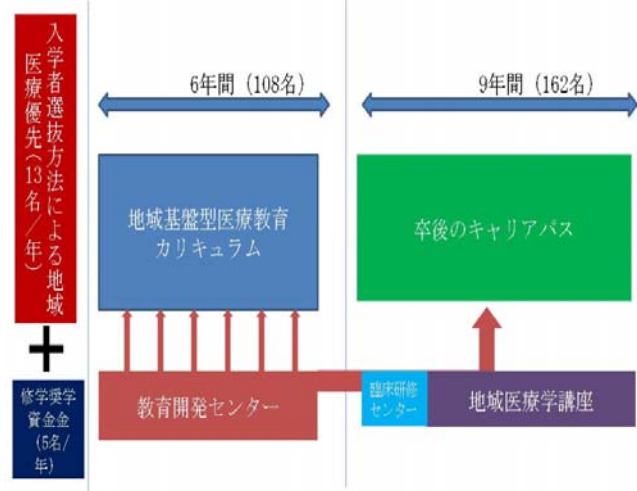 入学者選抜方法による地域
医療優先(13名/年)
+
修学奨学
資金金
(5名/
年)
6年間(108名)
地域基盤型医療教育
カリキュラム
教育開発センター
9年間(162名)
卒後のキャリアパス
臨床研修
センター
地域医療学講座